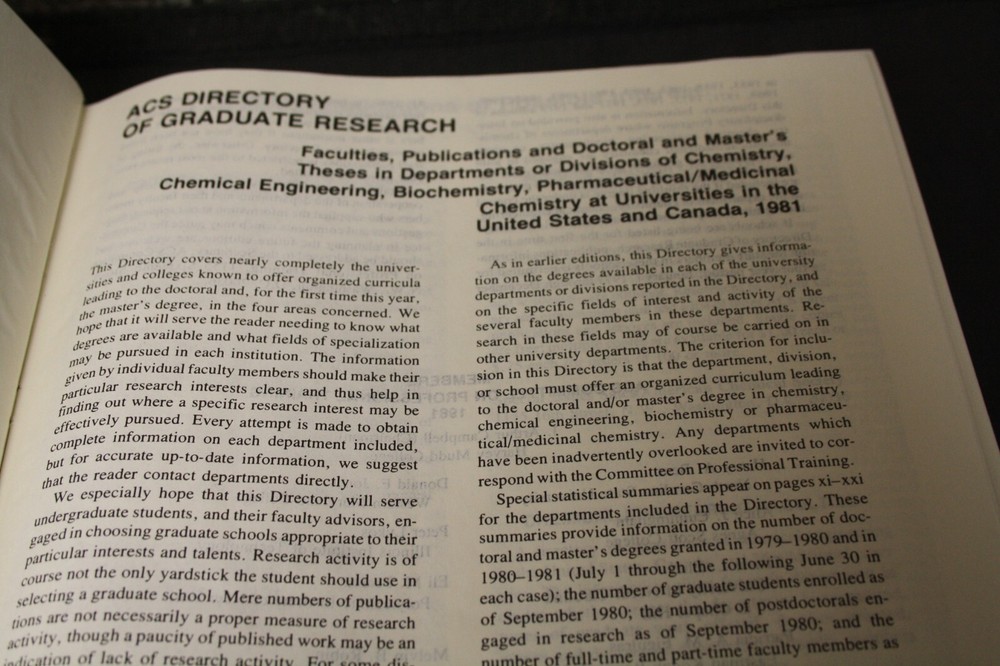 ACS DIRECTORY
OF GRADUATE RESEARCH
Faculties, Publications and Doctoral and Master's
Theses in Departments or Divisions of Chemistry,
Chemical Engineering, Biochemistry, Pharmaceutical/Medicinal
Chemistry at Universities in the
United States and Canada, 1981
This Directory covers nearly completely the univer-
sities and colleges known to offer organized curricula
leading to the doctoral and, for the first time this year,
the master's degree, in the four areas concerned. We
hope that it will serve the reader needing to know what
degrees are available and what fields of specialization
may be pursued in each institution. The information
given by individual faculty members should make their
particular research interests clear, and thus help in
finding out where a specific research interest may be
effectively pursued. Every attempt is made to obtain
complete information on each department included,
but for accurate up-to-date information, we suggest
that the reader contact departments directly.
We especially hope that this Directory will serve
undergraduate students, and their faculty advisors, en-
gaged in choosing graduate schools appropriate to their
particular interests and talents. Research activity is of
course not the only yardstick the student should use in
selecting a graduate school. Mere numbers of publica-
tions are not necessarily a proper measure of research
activity, though a paucity of published work may be an
indication of lack of research activity. For some dis-
As in earlier editions, this Directory gives informa-
tion on the degrees available in each of the university
departments or divisions reported in the Directory, and
on the specific fields of interest and activity of the
several faculty members in these departments. Re-
search in these fields may of course be carried on in
other university departments. The criterion for inclu-
sion in this Directory is that the department, division,
or school must offer an organized curriculum leading
to the doctoral and/or master's degree in chemistry,
chemical engineering, biochemistry or pharmaceu-
tical/medicinal chemistry. Any departments which
have been inadvertently overlooked are invited to cor-
respond with the Committee on Professional Training.
Special statistical summaries appear on pages xi–xxi
for the departments included in the Directory. These
summaries provide information on the number of doc-
toral and master's degrees granted in 1979–1980 and in
1980–1981 (July 1 through the following June 30 in
each case); the number of graduate students enrolled as
of September 1980; the number of postdoctorals en-
gaged in research as of September 1980; and the
number of full-time and part-time faculty members as